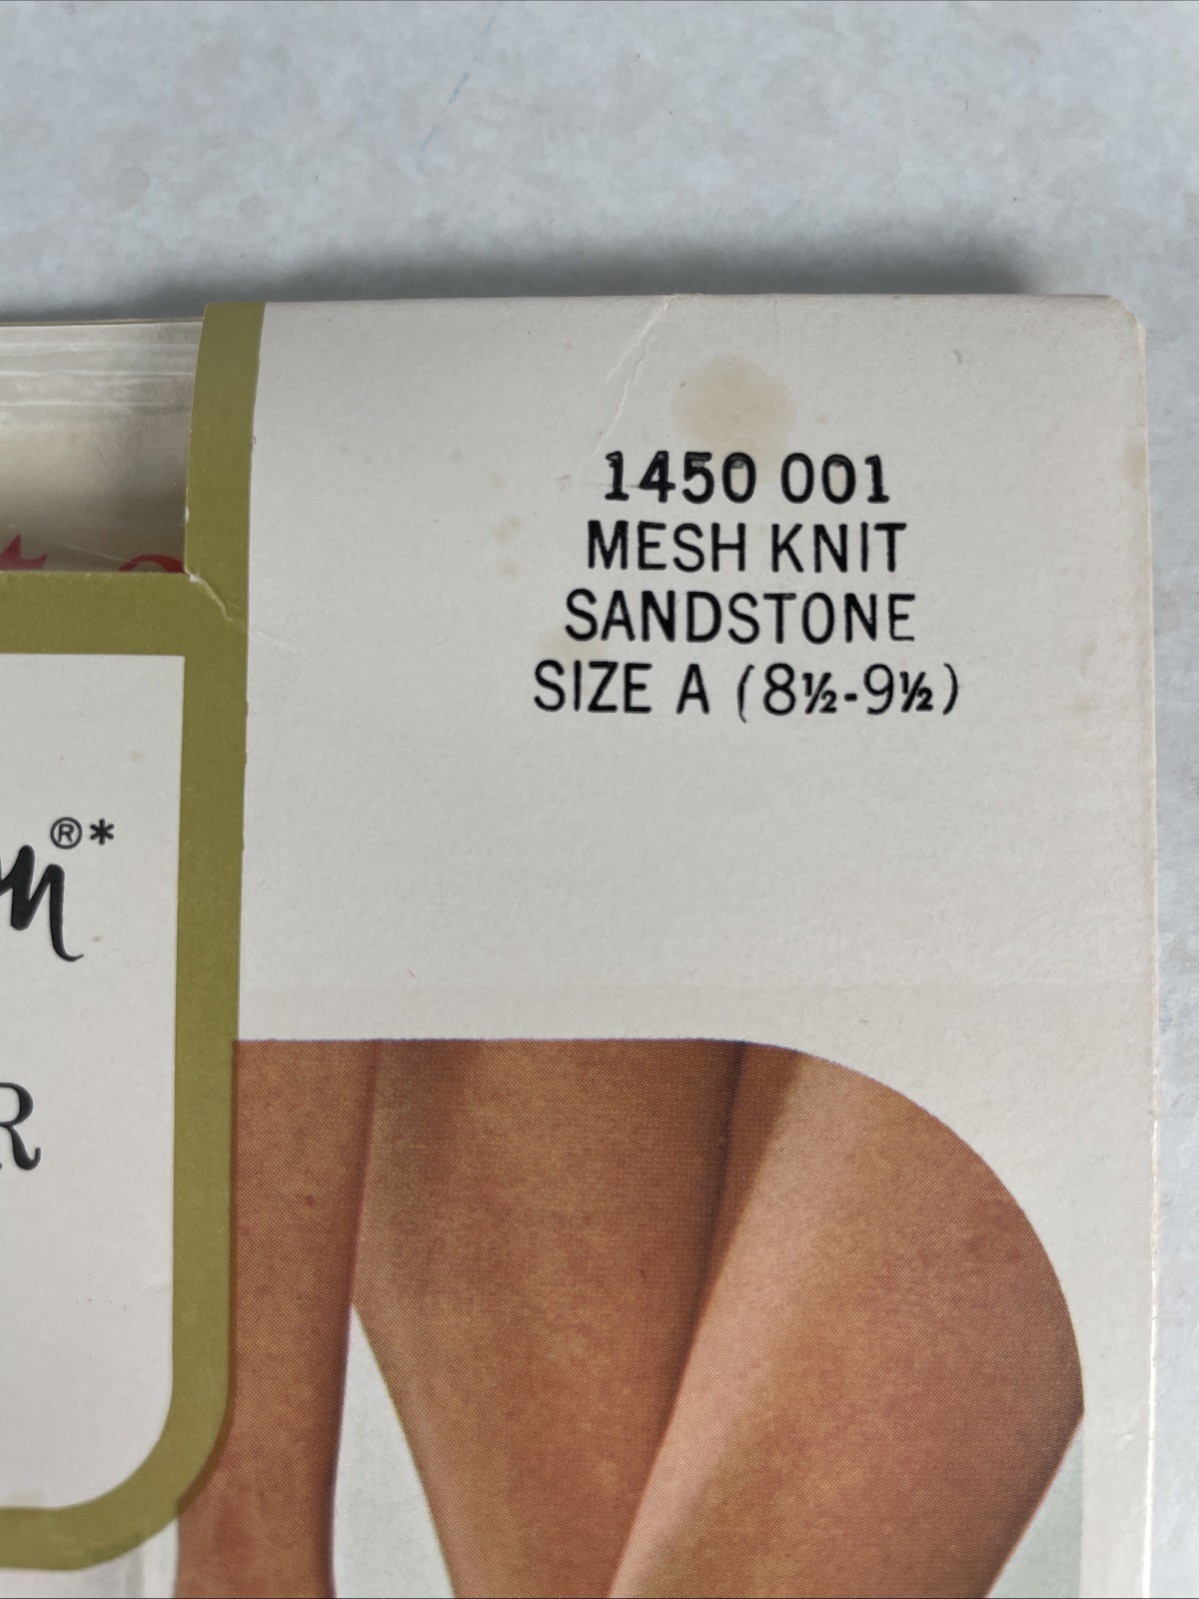 1450 001
MESH KNIT
SANDSTONE
SIZE A (8½-9½)
®*
R